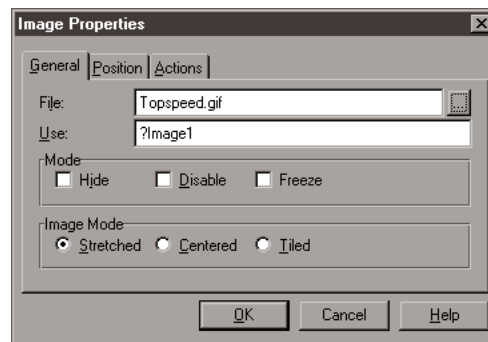 Image Properties
General Position Actions
File: Topspeed.gif ...
Use: ?Image1
Mode
Hide Disable Freeze
Image Mode
Stretched Centered Tiled
OK Cancel Help